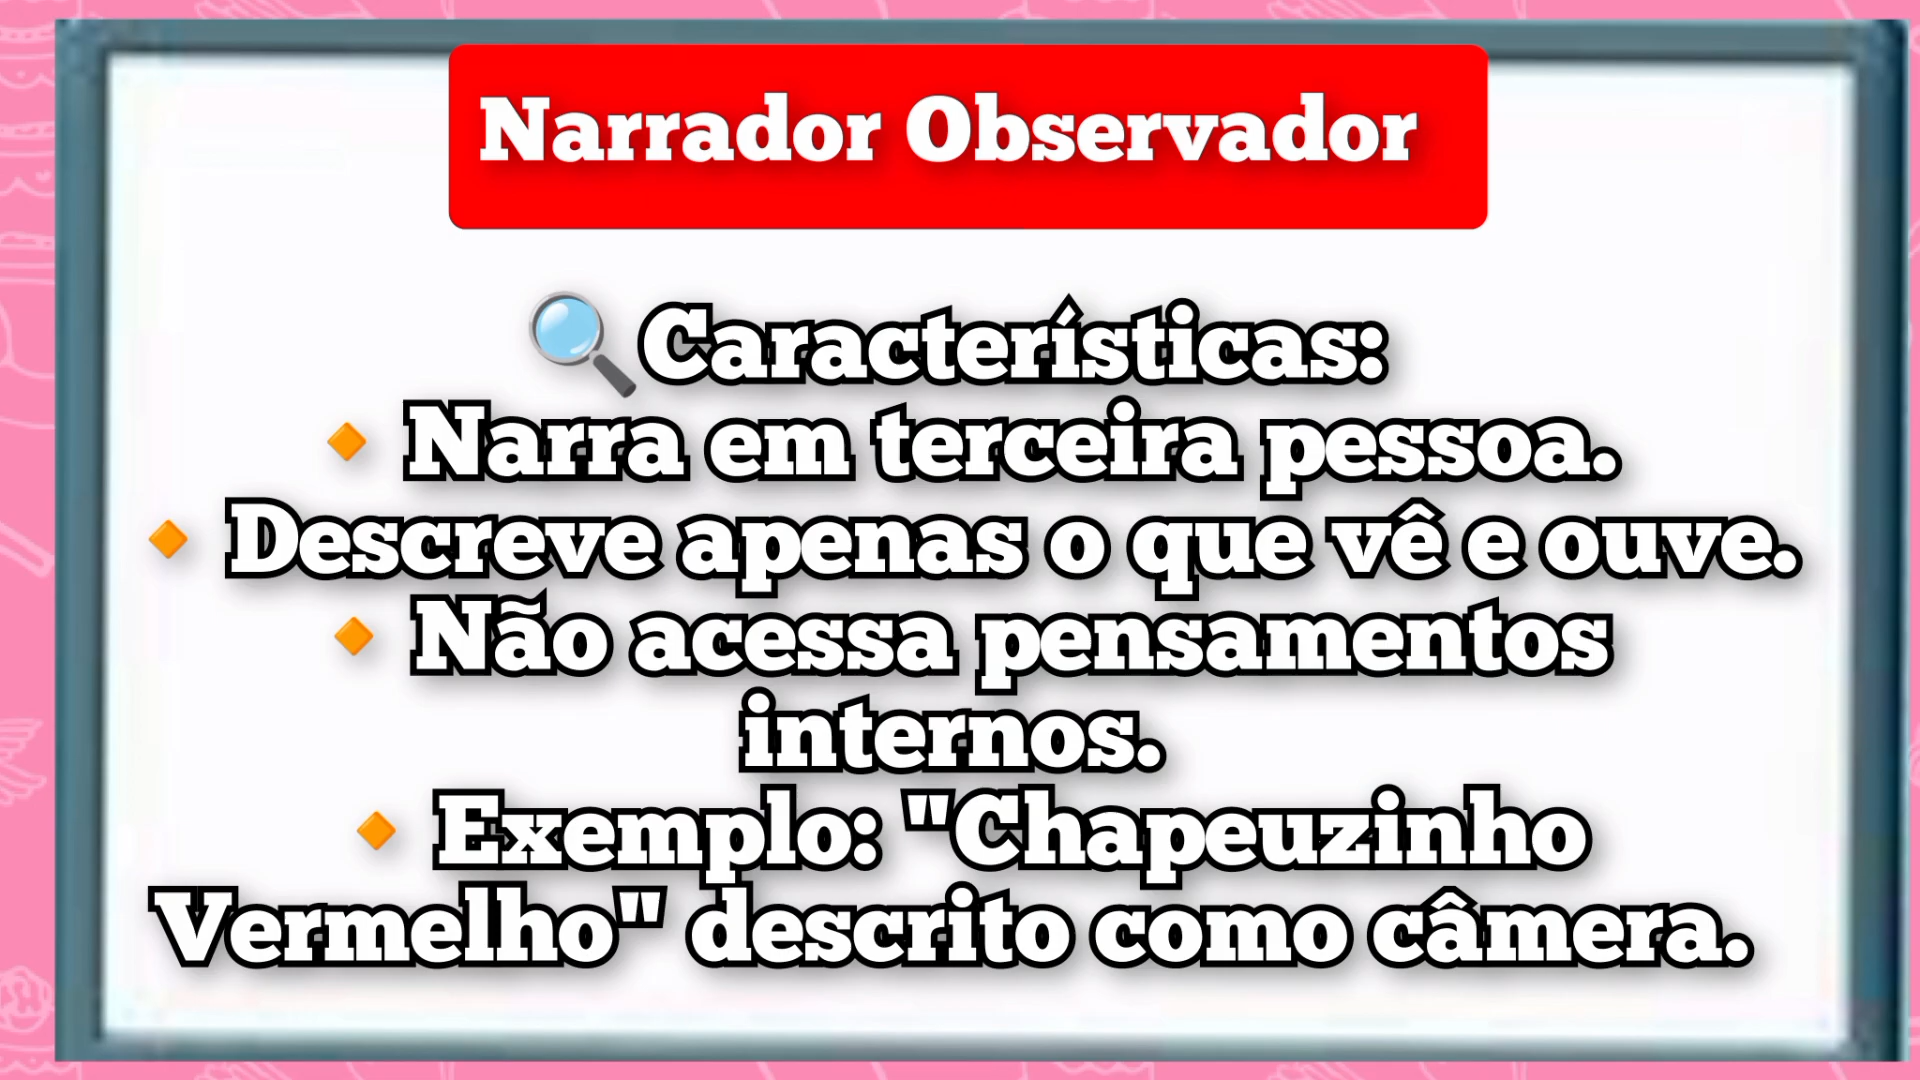 Narrador Observador
🔍 Características:
🔸 Narra em terceira pessoa.
🔸 Descreve apenas o que vê e ouve.
🔸 Não acessa pensamentos
internos.
🔸 Exemplo: "Chapeuzinho
Vermelho" descrito como câmera.